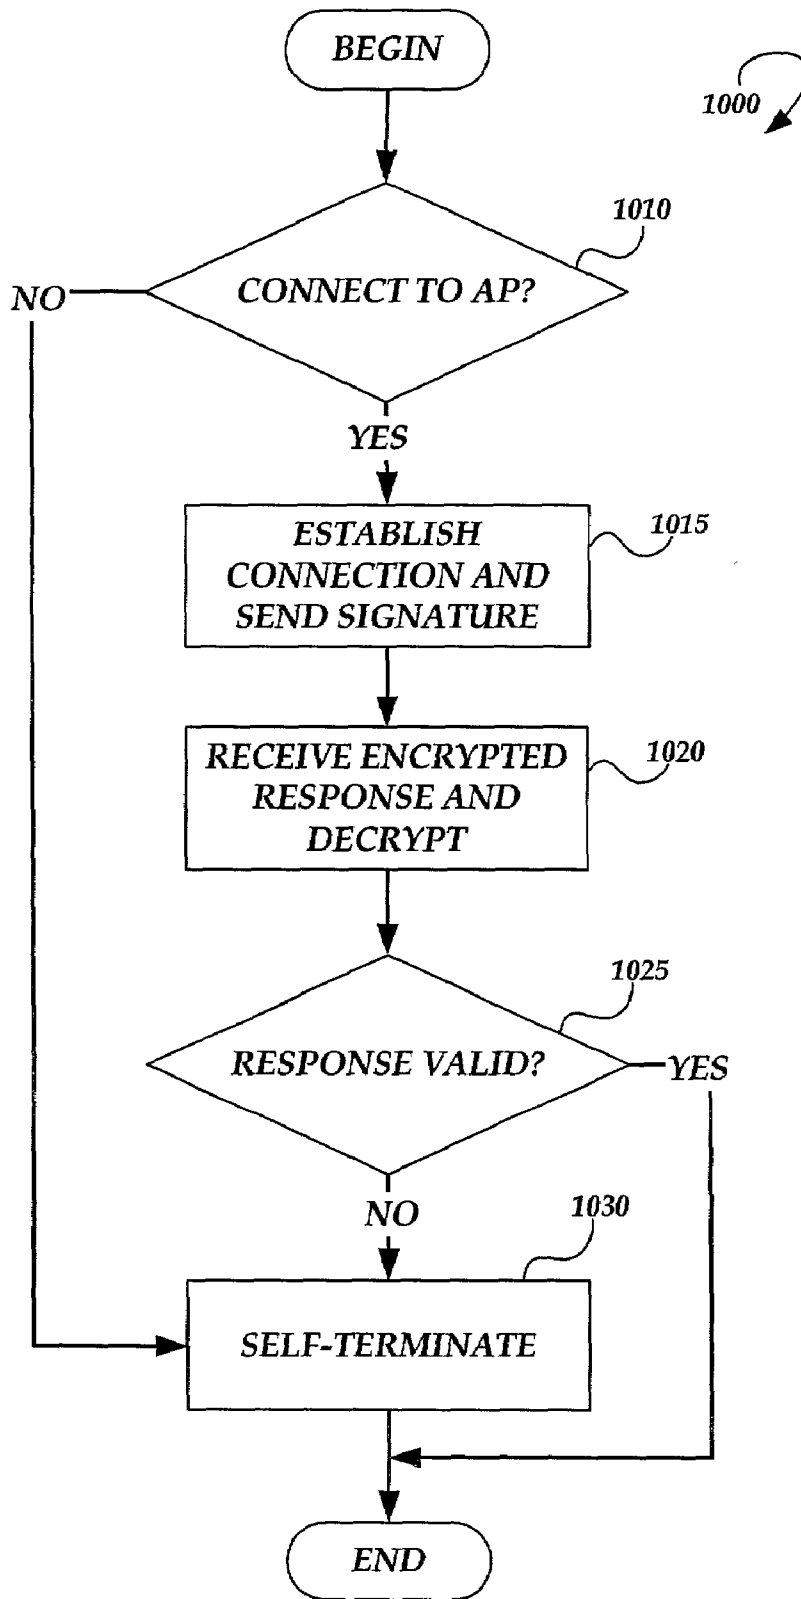 BEGIN
1000
1010
CONNECT TO AP?
NO
YES
1015
ESTABLISH
CONNECTION AND
SEND SIGNATURE
1020
RECEIVE ENCRYPTED
RESPONSE AND
DECRYPT
1025
RESPONSE VALID?
YES
NO
1030
SELF-TERMINATE
END